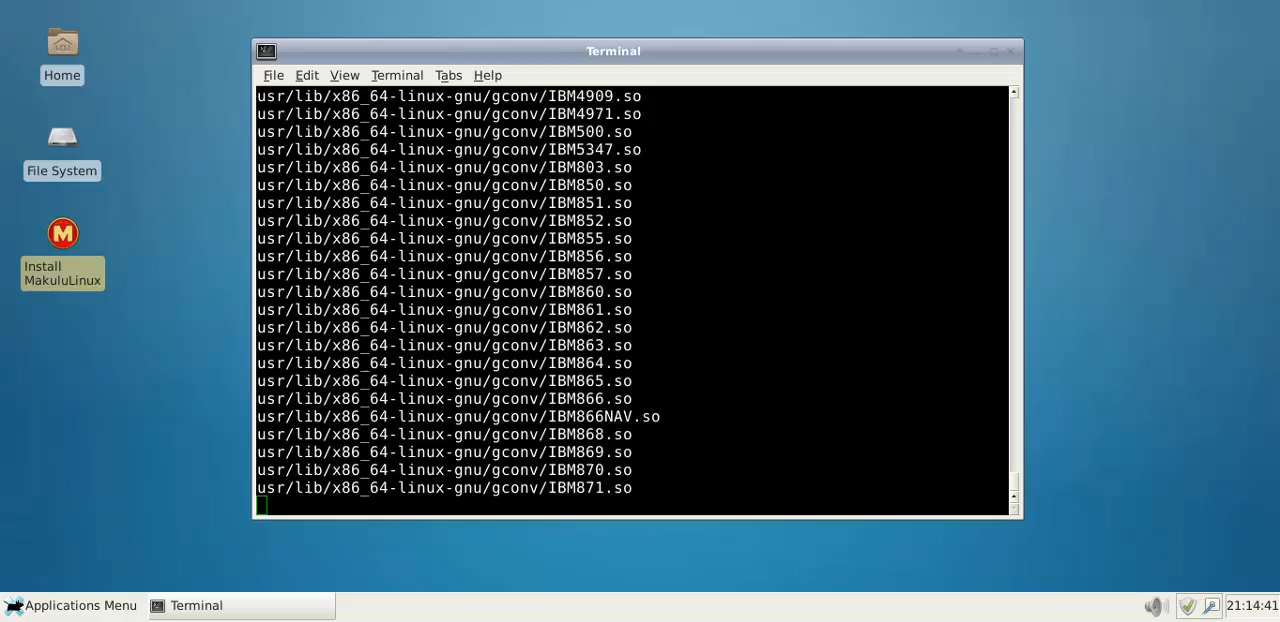 Home
File System
M
Install
MakuluLinux
Terminal
File Edit View Terminal Tabs Help
usr/lib/x86_64-linux-gnu/gconv/IBM4909.so
usr/lib/x86_64-linux-gnu/gconv/IBM4971.so
usr/lib/x86_64-linux-gnu/gconv/IBM500.so
usr/lib/x86_64-linux-gnu/gconv/IBM5347.so
usr/lib/x86_64-linux-gnu/gconv/IBM803.so
usr/lib/x86_64-linux-gnu/gconv/IBM850.so
usr/lib/x86_64-linux-gnu/gconv/IBM851.so
usr/lib/x86_64-linux-gnu/gconv/IBM852.so
usr/lib/x86_64-linux-gnu/gconv/IBM855.so
usr/lib/x86_64-linux-gnu/gconv/IBM856.so
usr/lib/x86_64-linux-gnu/gconv/IBM857.so
usr/lib/x86_64-linux-gnu/gconv/IBM860.so
usr/lib/x86_64-linux-gnu/gconv/IBM861.so
usr/lib/x86_64-linux-gnu/gconv/IBM862.so
usr/lib/x86_64-linux-gnu/gconv/IBM863.so
usr/lib/x86_64-linux-gnu/gconv/IBM864.so
usr/lib/x86_64-linux-gnu/gconv/IBM865.so
usr/lib/x86_64-linux-gnu/gconv/IBM866.so
usr/lib/x86_64-linux-gnu/gconv/IBM866NAV.so
usr/lib/x86_64-linux-gnu/gconv/IBM868.so
usr/lib/x86_64-linux-gnu/gconv/IBM869.so
usr/lib/x86_64-linux-gnu/gconv/IBM870.so
usr/lib/x86_64-linux-gnu/gconv/IBM871.so
Applications Menu Terminal 21:14:41